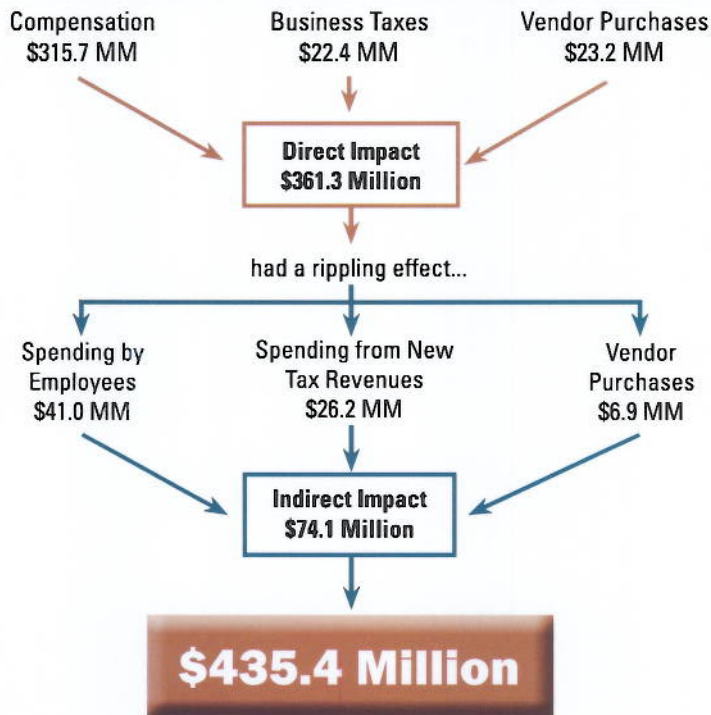 Compensation
$315.7 MM
Business Taxes
$22.4 MM
Vendor Purchases
$23.2 MM
Direct Impact
$361.3 Million
had a rippling effect...
Spending by
Employees
$41.0 MM
Spending from New
Tax Revenues
$26.2 MM
Vendor
Purchases
$6.9 MM
Indirect Impact
$74.1 Million
$435.4 Million